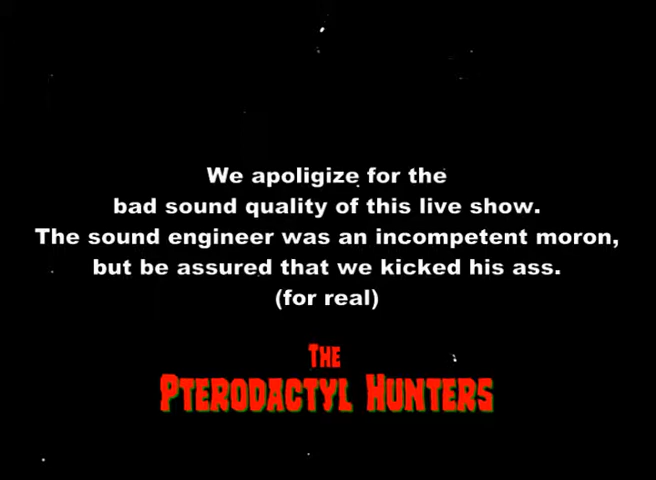 We apoligize for the
bad sound quality of this live show.
The sound engineer was an incompetent moron,
but be assured that we kicked his ass.
(for real)
The
Pterodactyl Hunters